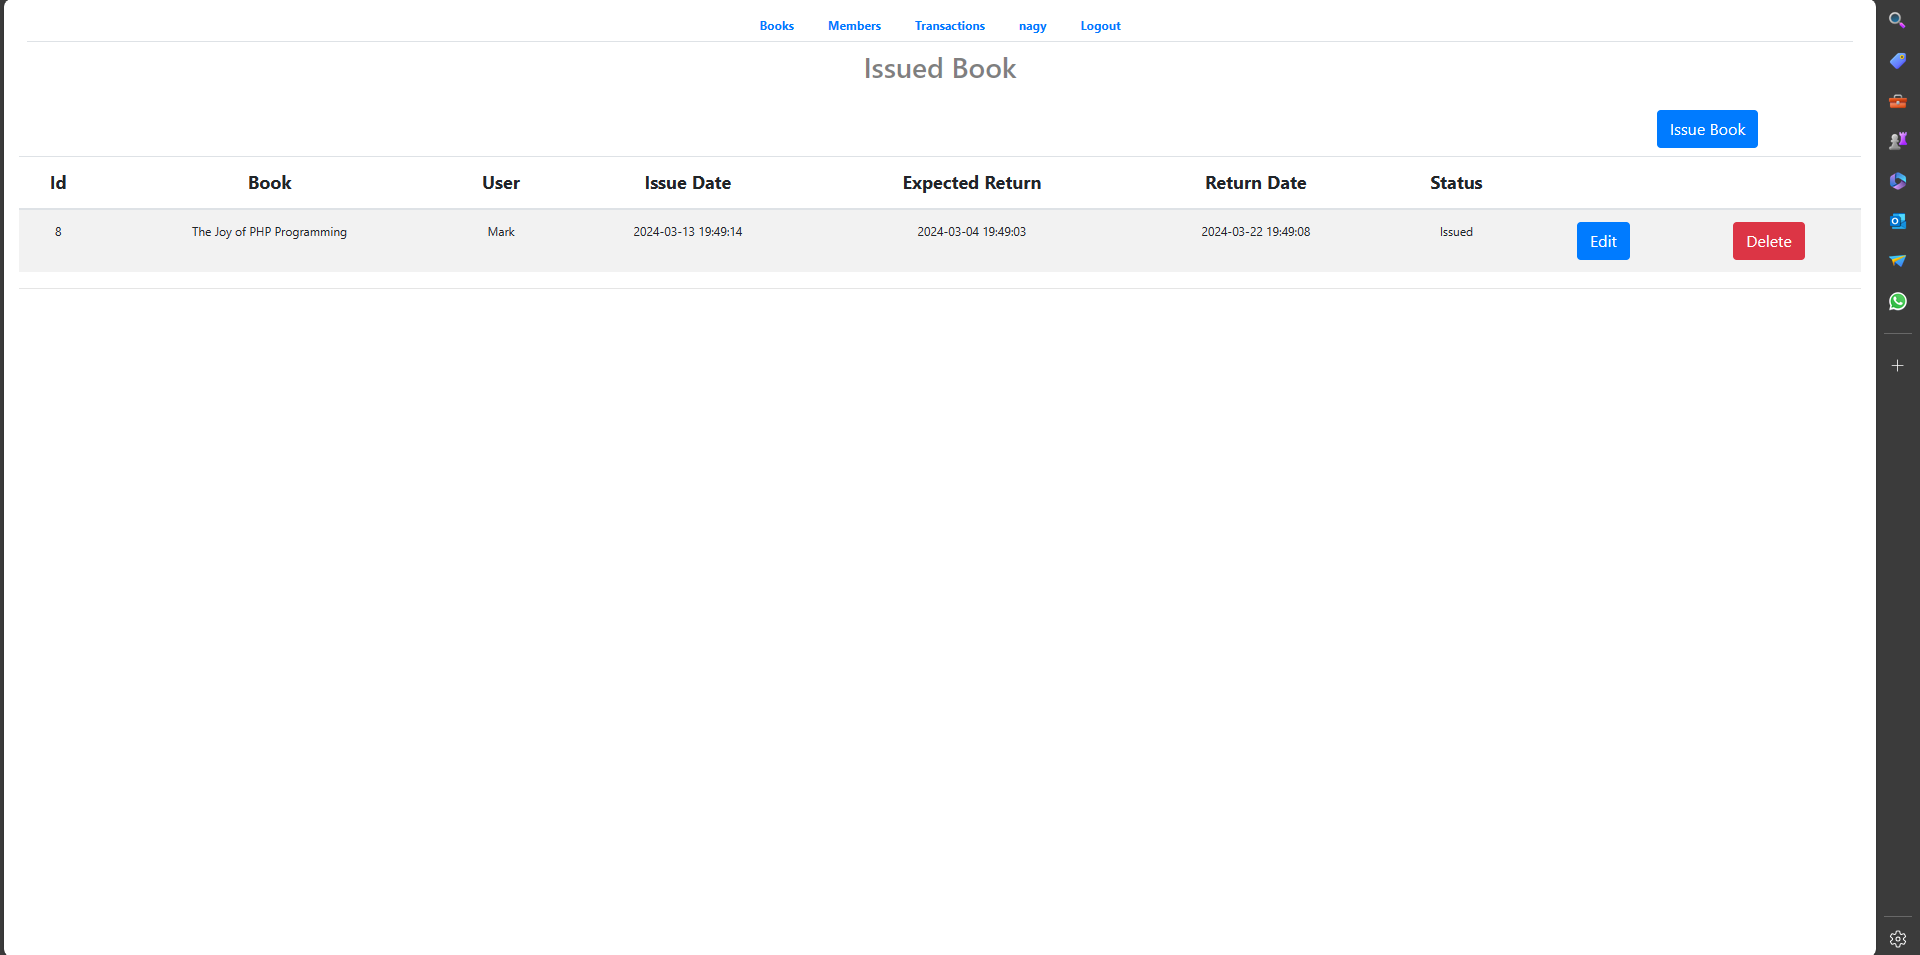 Books Members Transactions nagy Logout
Issued Book
Issue Book
Id Book User Issue Date Expected Return Return Date Status
8 The Joy of PHP Programming Mark 2024-03-13 19:49:14 2024-03-04 19:49:03 2024-03-22 19:49:08 Issued Edit Delete